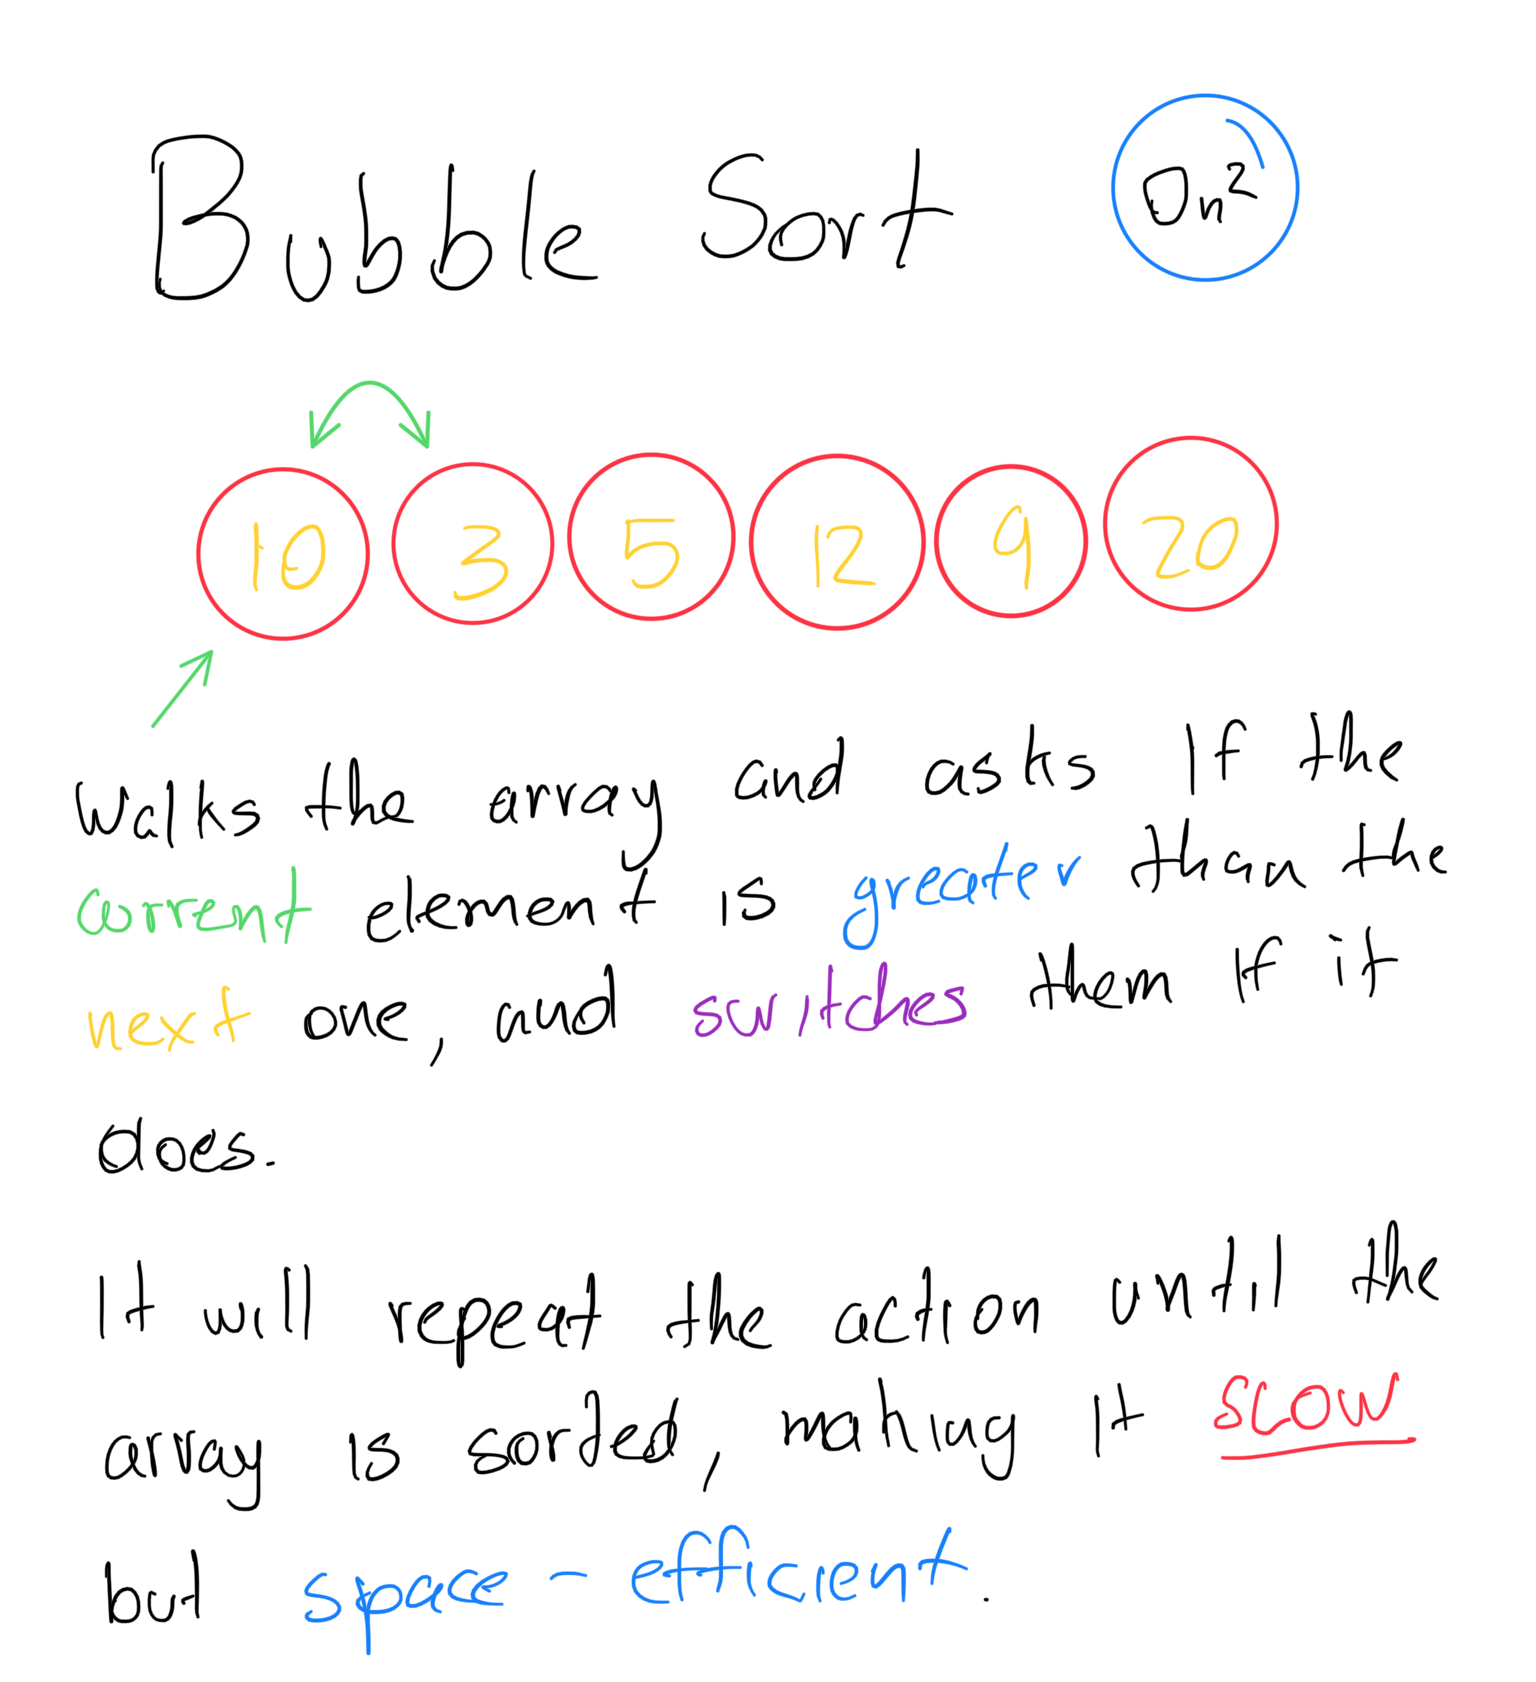 Bubble Sort
On²
10 3 5 12 9 20
Walks the array and asks if the
current element is greater than the
next one, and switches them if it
does.
It will repeat the action until the
array is sorted, making it SLOW
but space-efficient.